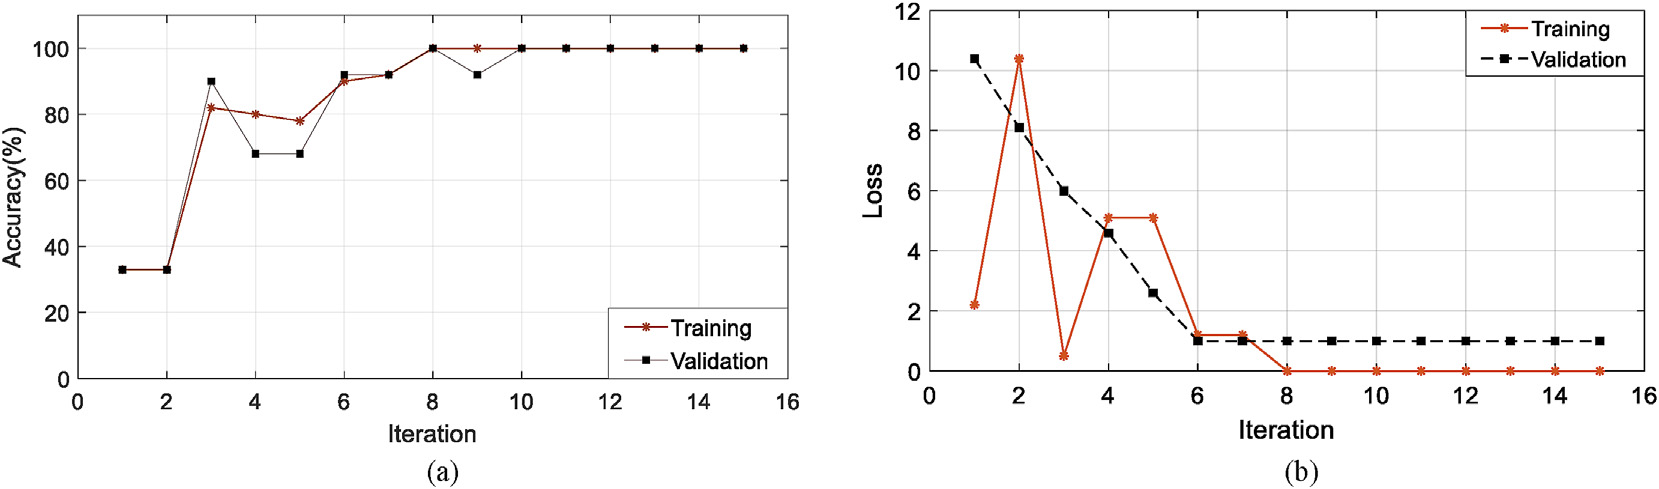 100
80
60
40
20
0
Accuracy(%)
0 2 4 6 8 10 12 14 16
Iteration
Training
Validation
(a)
12
10
8
6
4
2
0
Loss
0 2 4 6 8 10 12 14 16
Iteration
Training
Validation
(b)